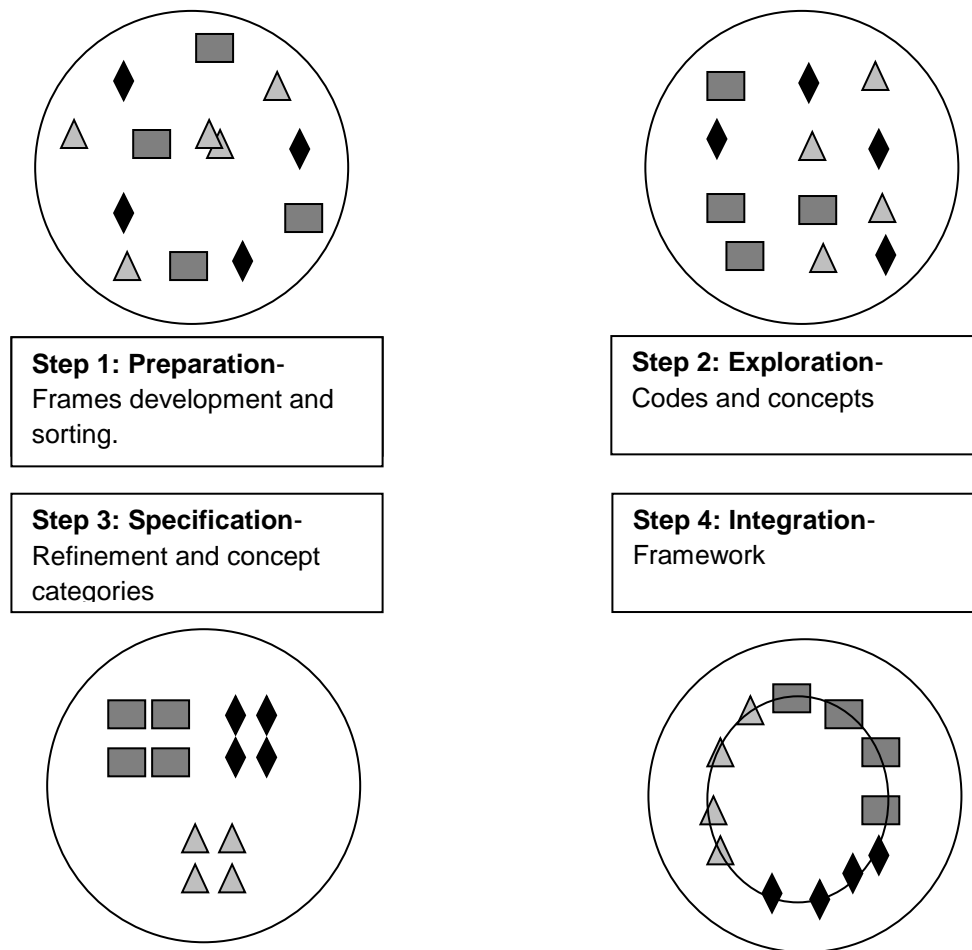 Step 1: Preparation-
Frames development and
sorting.
Step 2: Exploration-
Codes and concepts
Step 3: Specification-
Refinement and concept
categories
Step 4: Integration-
Framework